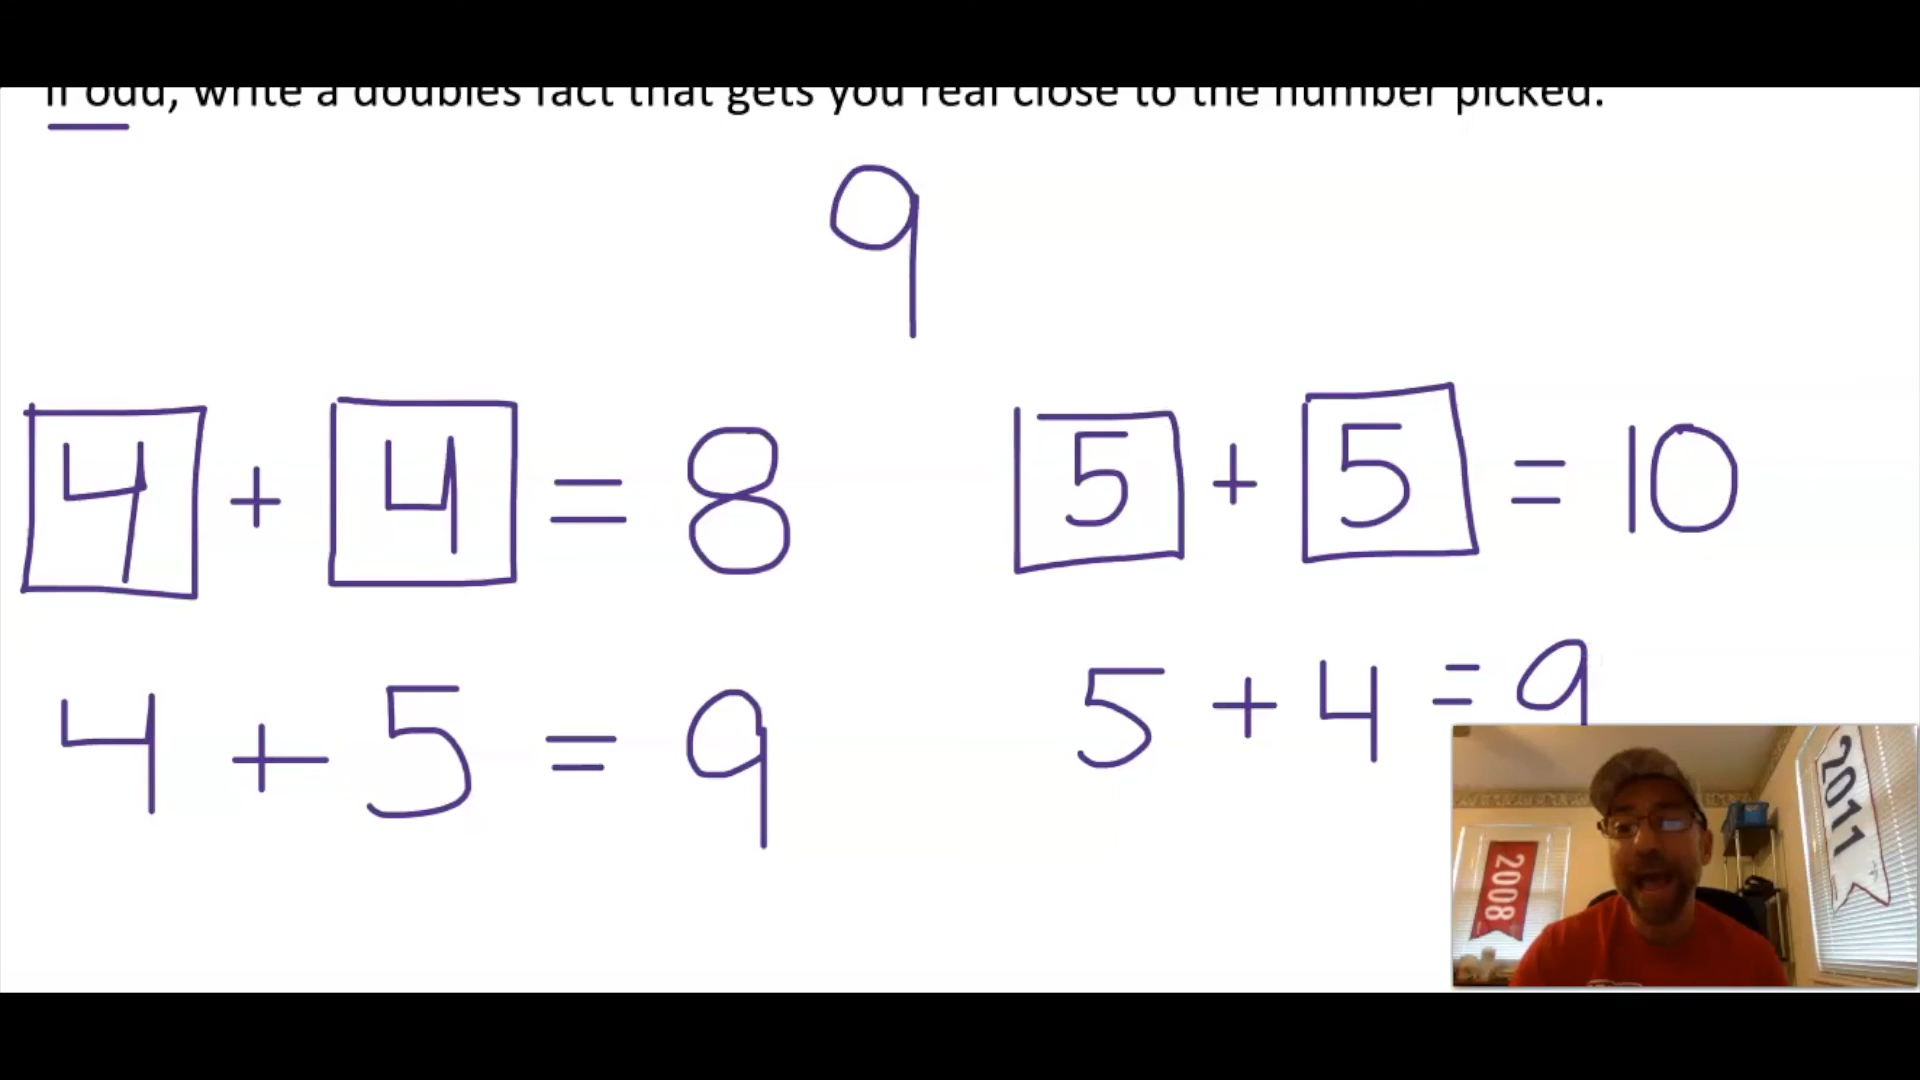 If odd, write a doubles fact that gets you real close to the number picked.
9
4 + 4 = 8
5 + 5 = 10
4 + 5 = 9
5 + 4 = 9
2008
2011